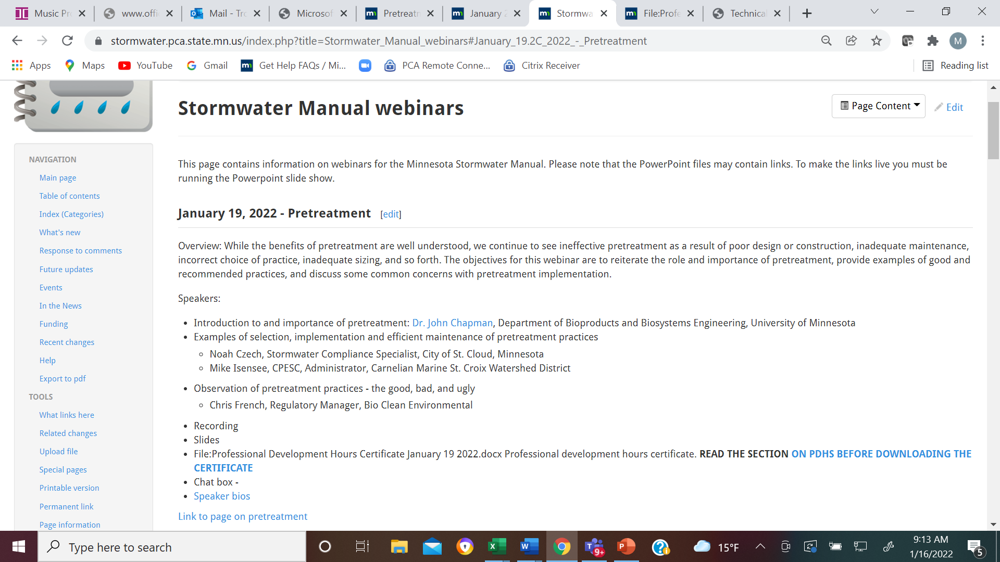 Music Pr
www.offi
Mail - Tro
Microsof
Pretreatn
January 2
Stormwa
File:Profe
Technical
stormwater.pca.state.mn.us/index.php?title=Stormwater_Manual_webinars#January_19.2C_2022_-_Pretreatment
M
Apps
Maps
YouTube
Gmail
Get Help FAQs / Mi...
PCA Remote Conne...
Citrix Receiver
Reading list
Stormwater Manual webinars
Page Content
Edit
NAVIGATION
Main page
Table of contents
Index (Categories)
What's new
Response to comments
Future updates
Events
In the News
Funding
Recent changes
Help
Export to pdf
TOOLS
What links here
Related changes
Upload file
Special pages
Printable version
Permanent link
Page information
This page contains information on webinars for the Minnesota Stormwater Manual. Please note that the PowerPoint files may contain links. To make the links live you must be
running the Powerpoint slide show.
January 19, 2022 - Pretreatment [edit]
Overview: While the benefits of pretreatment are well understood, we continue to see ineffective pretreatment as a result of poor design or construction, inadequate maintenance,
incorrect choice of practice, inadequate sizing, and so forth. The objectives for this webinar are to reiterate the role and importance of pretreatment, provide examples of good and
recommended practices, and discuss some common concerns with pretreatment implementation.
Speakers:
• Introduction to and importance of pretreatment: Dr. John Chapman, Department of Bioproducts and Biosystems Engineering, University of Minnesota
• Examples of selection, implementation and efficient maintenance of pretreatment practices
◦ Noah Czech, Stormwater Compliance Specialist, City of St. Cloud, Minnesota
◦ Mike Isensee, CPESC, Administrator, Carnelian Marine St. Croix Watershed District
• Observation of pretreatment practices - the good, bad, and ugly
◦ Chris French, Regulatory Manager, Bio Clean Environmental
• Recording
• Slides
• File:Professional Development Hours Certificate January 19 2022.docx Professional development hours certificate. READ THE SECTION ON PDHS BEFORE DOWNLOADING THE
CERTIFICATE
• Chat box -
• Speaker bios
Link to page on pretreatment
Type here to search
9+
15°F
9:13 AM
1/16/2022
5